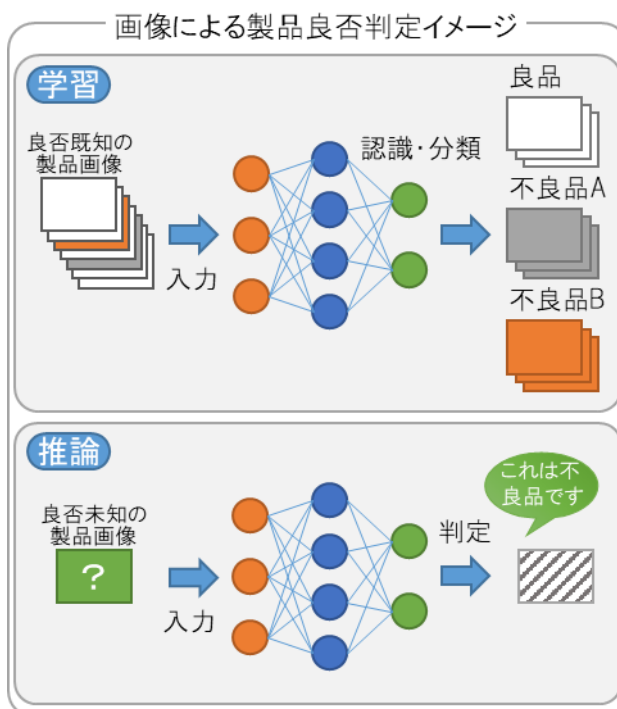 画像による製品良否判定イメージ
学習
良否既知の
製品画像
入力
認識・分類
良品
不良品A
不良品B
推論
良否未知の
製品画像
?
入力
判定
これは不
良品です